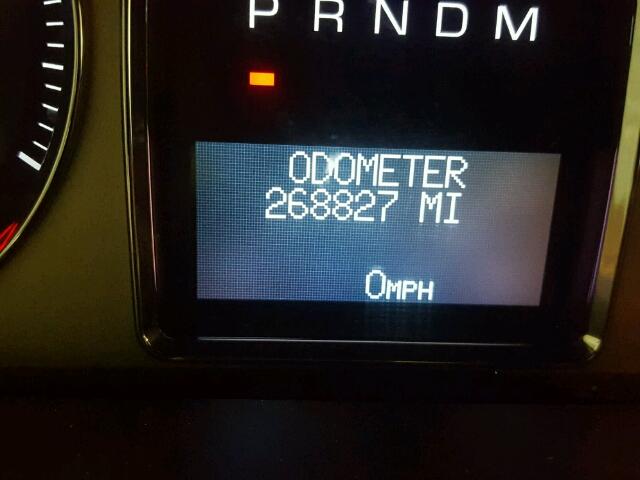 P R N D M
ODOMETER
268827 MI
0MPH